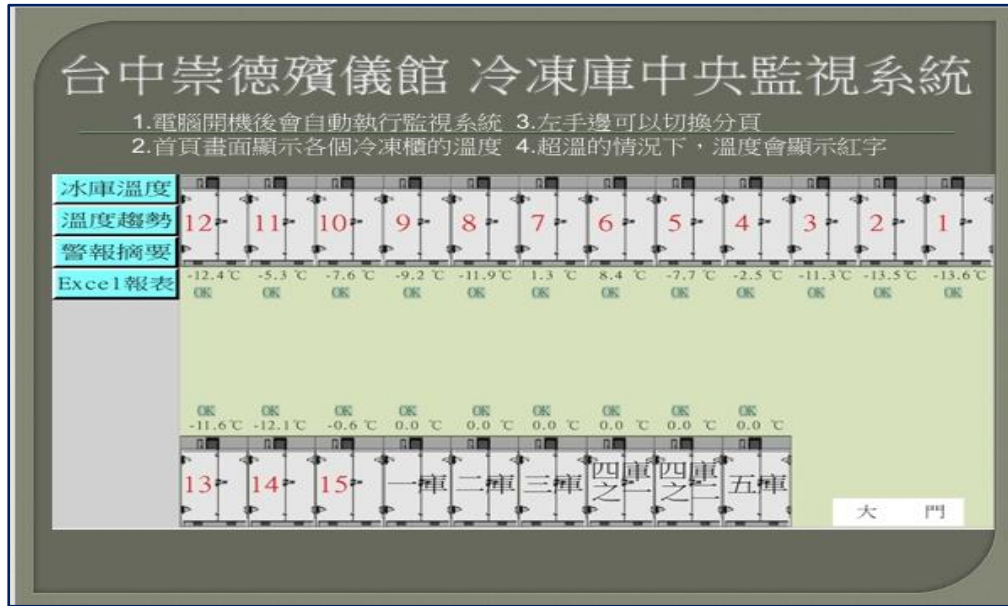 台中崇德殯儀館 冷凍庫中央監視系統
1.電腦開機後會自動執行監視系統 3.左手邊可以切換分頁
2.首頁畫面顯示各個冷凍櫃的溫度 4.超溫的情況下，溫度會顯示紅字
冰庫溫度
溫度趨勢
警報摘要
Excel報表
12 11 10 9 8 7 6 5 4 3 2 1
-12.4℃ -5.3 ℃ -7.6 ℃ -9.2 ℃ -11.9℃ 1.3 ℃ 8.4 ℃ -7.7 ℃ -2.5 ℃ -11.3℃ -13.5℃ -13.6℃
OK OK OK OK OK OK OK OK OK OK OK OK
OK OK OK OK OK OK OK OK OK
-11.6℃ -12.1℃ -0.6 ℃ 0.0 ℃ 0.0 ℃ 0.0 ℃ 0.0 ℃ 0.0 ℃ 0.0 ℃
13 14 15 一庫 二庫 三庫 四庫之一 四庫之二 五庫
大 門